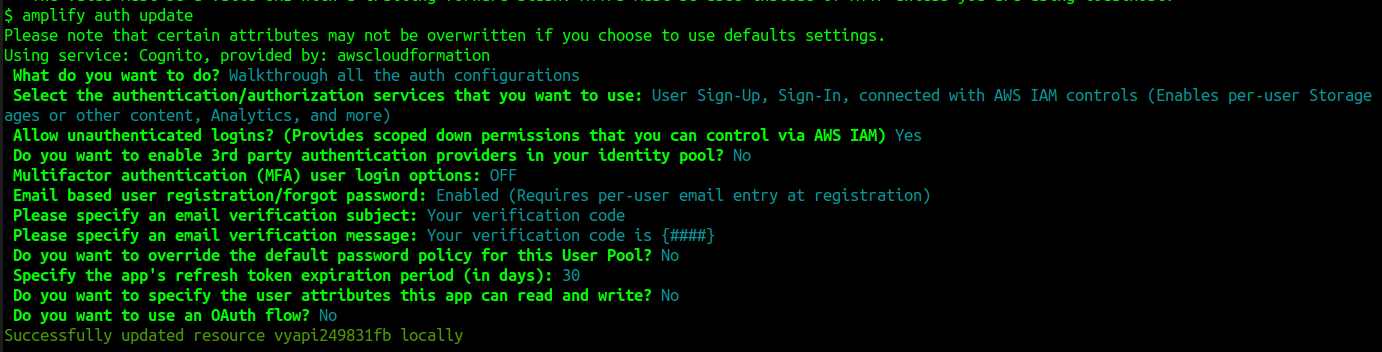 $ amplify auth update
Please note that certain attributes may not be overwritten if you choose to use defaults settings.
Using service: Cognito, provided by: awscloudformation
What do you want to do? Walkthrough all the auth configurations
Select the authentication/authorization services that you want to use: User Sign-Up, Sign-In, connected with AWS IAM controls (Enables per-user Storage
ages or other content, Analytics, and more)
Allow unauthenticated logins? (Provides scoped down permissions that you can control via AWS IAM) Yes
Do you want to enable 3rd party authentication providers in your identity pool? No
Multifactor authentication (MFA) user login options: OFF
Email based user registration/forgot password: Enabled (Requires per-user email entry at registration)
Please specify an email verification subject: Your verification code
Please specify an email verification message: Your verification code is {####}
Do you want to override the default password policy for this User Pool? No
Specify the app's refresh token expiration period (in days): 30
Do you want to specify the user attributes this app can read and write? No
Do you want to use an OAuth flow? No
Successfully updated resource vyapi249831fb locally